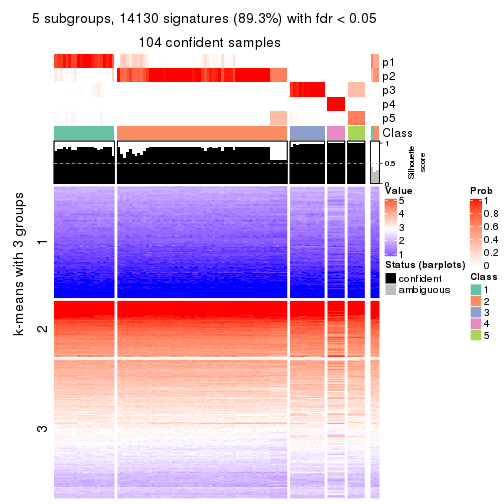 5 subgroups, 14130 signatures (89.3%) with fdr < 0.05
104 confident samples
p1
p2
p3
p4
p5
Class
1
0.5
0
Silhouette
score
k-means with 3 groups
1
2
3
Value
5
4
3
2
1
Status (barplots)
confident
ambiguous
Prob
1
0.8
0.6
0.4
0.2
0
Class
1
2
3
4
5